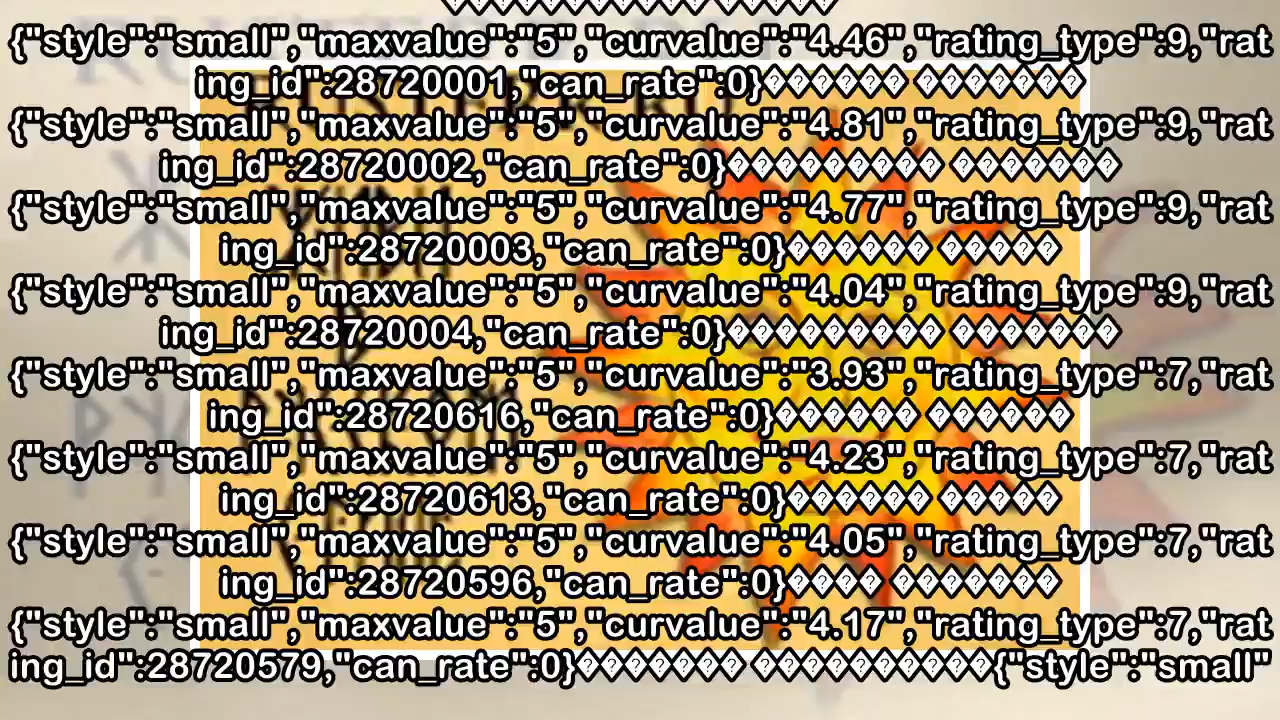 {"style":"small","maxvalue":"5","curvalue":"4.46","rating_type":9,"rat
ing_id":28720001,"can_rate":0}������ �������
{"style":"small","maxvalue":"5","curvalue":"4.81","rating_type":9,"rat
ing_id":28720002,"can_rate":0}���������� �������
{"style":"small","maxvalue":"5","curvalue":"4.77","rating_type":9,"rat
ing_id":28720003,"can_rate":0}������ �����
{"style":"small","maxvalue":"5","curvalue":"4.04","rating_type":9,"rat
ing_id":28720004,"can_rate":0}���������� �������
{"style":"small","maxvalue":"5","curvalue":"3.93","rating_type":7,"rat
ing_id":28720616,"can_rate":0}������ ������
{"style":"small","maxvalue":"5","curvalue":"4.23","rating_type":7,"rat
ing_id":28720613,"can_rate":0}������ �����
{"style":"small","maxvalue":"5","curvalue":"4.05","rating_type":7,"rat
ing_id":28720596,"can_rate":0}���� �������
{"style":"small","maxvalue":"5","curvalue":"4.17","rating_type":7,"rat
ing_id":28720579,"can_rate":0}������� ����������{"style":"small"